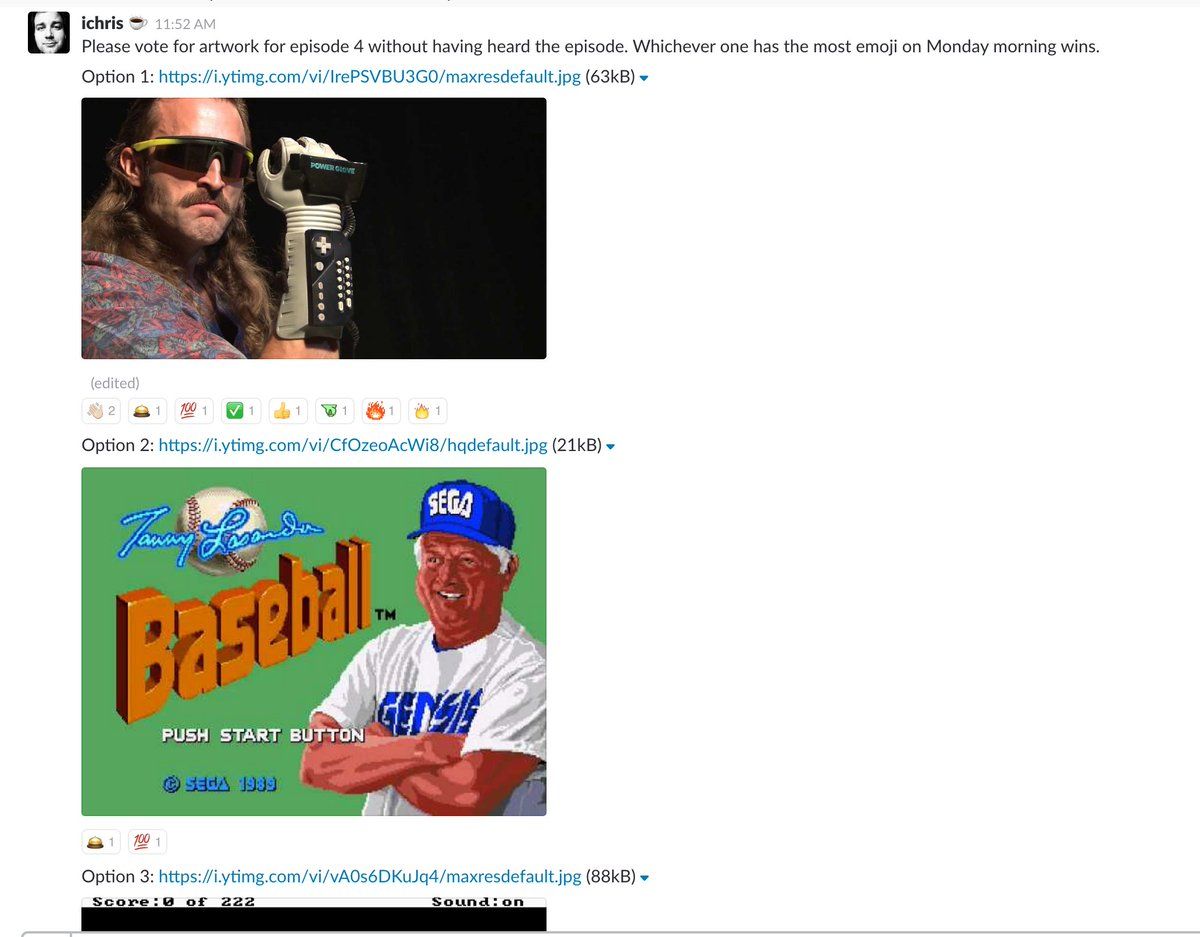 ichris 11:52 AM
Please vote for artwork for episode 4 without having heard the episode. Whichever one has the most emoji on Monday morning wins.
Option 1: https://i.ytimg.com/vi/IrePSVBU3G0/maxresdefault.jpg (63kB)
POWER GLOVE
(edited)
2 1 100 1 1 1 1 1 1
Option 2: https://i.ytimg.com/vi/CfOzeoAcWi8/hqdefault.jpg (21kB)
SEGA
Tommy Lasorda
Baseball™
GENSIS
PUSH START BUTTON
© SEGA 1989
1 100 1
Option 3: https://i.ytimg.com/vi/vA0s6DKuJq4/maxresdefault.jpg (88kB)
Score:0 of 222 Sound:on